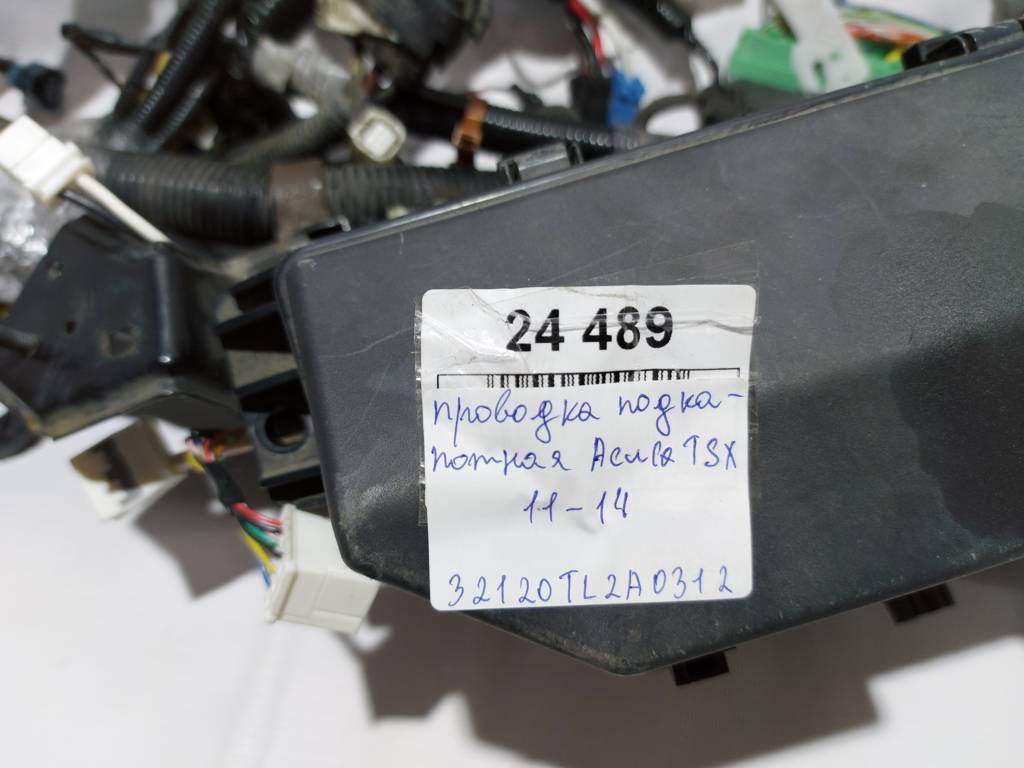 24 489
проводка подка-
потная Acura TSX
11-14
32120TL2A0312